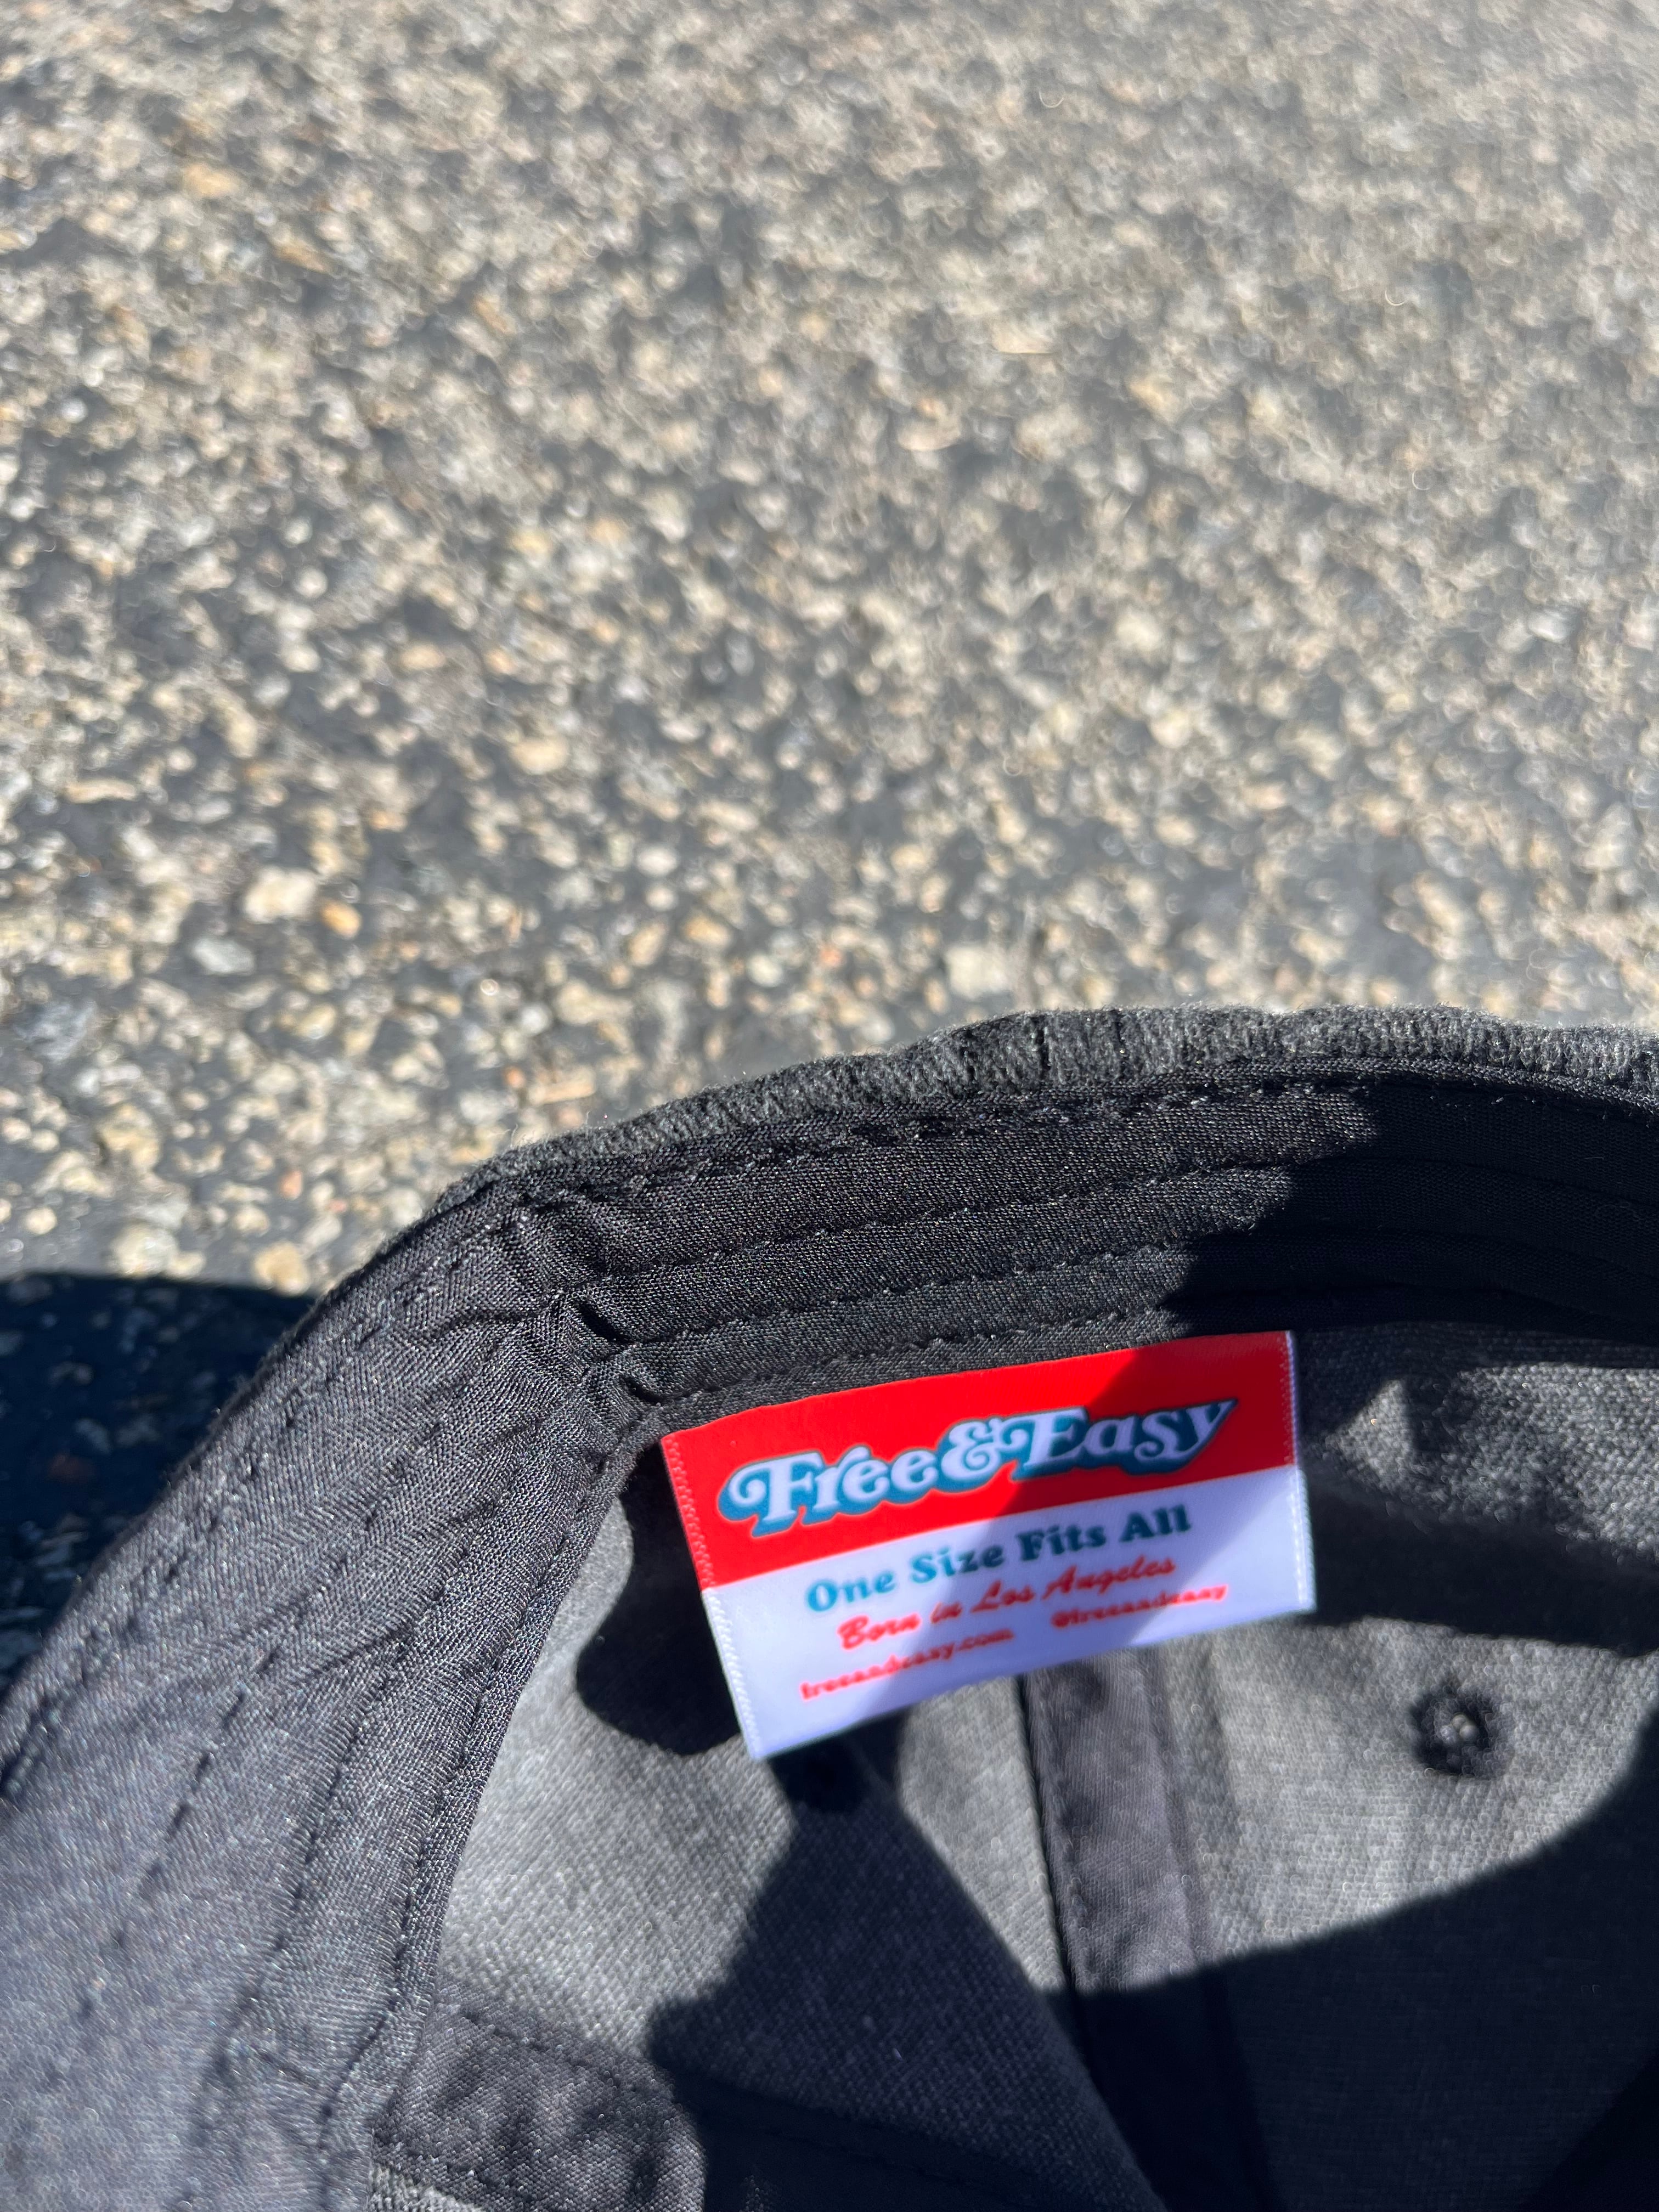 Free&Easy
One Size Fits All
Born in Los Angeles
freeandeasy.com @freeandeasy